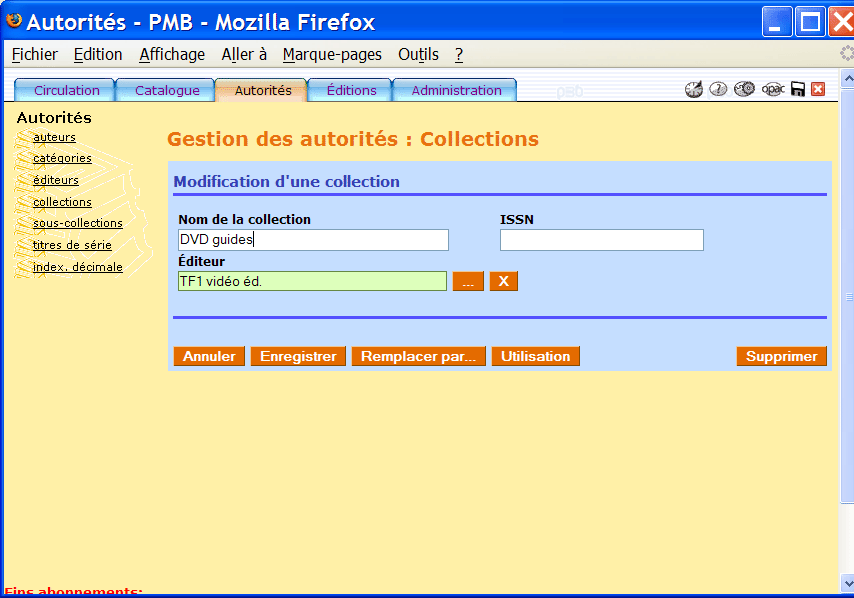 Autorités - PMB - Mozilla Firefox
Fichier Edition Affichage Aller à Marque-pages Outils ?
Circulation Catalogue Autorités Éditions Administration pmb opac
Autorités
auteurs
catégories
éditeurs
collections
sous-collections
titres de série
index. décimale
Gestion des autorités : Collections
Modification d'une collection
Nom de la collection ISSN
DVD guides
Éditeur
TF1 vidéo éd. ... X
Annuler Enregistrer Remplacer par... Utilisation Supprimer
Fins abonnements: